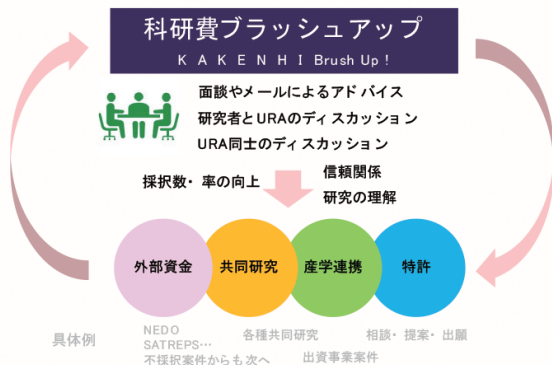 科研費ブラッシュアップ
KAKENHI Brush Up!
面談やメールによるアドバイス
研究者とURAのディスカッション
URA同士のディスカッション
採択数・率の向上
信頼関係
研究の理解
外部資金
共同研究
産学連携
特許
具体例
NEDO
SATREPS…
不採択案件からも次へ
各種共同研究
出資事業案件
相談・提案・出願